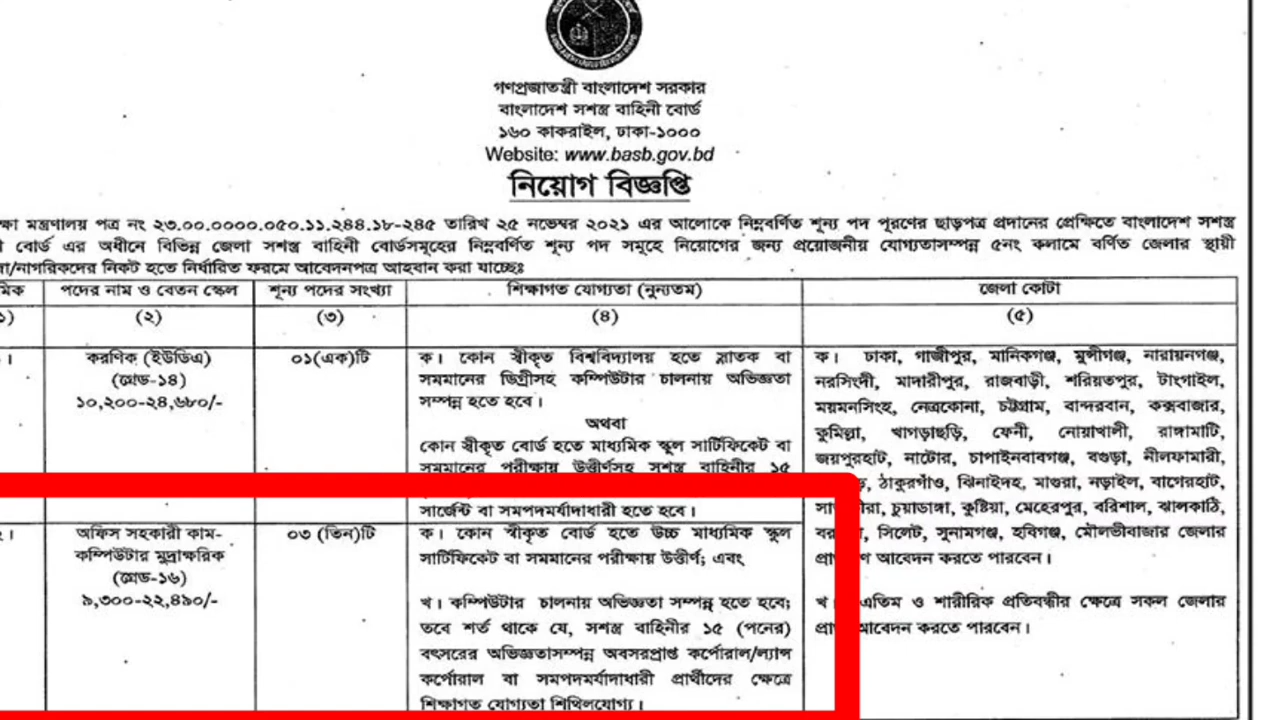 গণপ্রজাতন্ত্রী বাংলাদেশ সরকার
বাংলাদেশ সশস্ত্র বাহিনী বোর্ড
১৬০ কাকরাইল, ঢাকা-১০০০
Website: www.basb.gov.bd
নিয়োগ বিজ্ঞপ্তি
মন্ত্রণালয় পত্র নং ২৩.০০.০০০০.০৫০.১১.২৪৪.১৮-২৪৫ তারিখ ২৫ নভেম্বর ২০২১ এর আলোকে নিম্নবর্ণিত শূন্য পদ পূরণের ছাড়পত্র প্রদানের প্রেক্ষিতে বাংলাদেশ সশস্ত্র
বোর্ড এর অধীনে বিভিন্ন জেলা সশস্ত্র বাহিনী বোর্ডসমূহের নিম্নবর্ণিত শূন্য পদ সমূহে নিয়োগের জন্য প্রয়োজনীয় যোগ্যতাসম্পন্ন ৫নং কলামে বর্ণিত জেলার স্থায়ী
/নাগরিকদের নিকট হতে নির্ধারিত ফরমে আবেদনপত্র আহবান করা যাচ্ছেঃ
পদের নাম ও বেতন স্কেল
শূন্য পদের সংখ্যা
শিক্ষাগত যোগ্যতা (নুন্যতম)
জেলা কোটা
(২)
(৩)
(৪)
(৫)
করণিক (ইউডিএ)
(গ্রেড-১৪)
১০,২০০-২৪,৬৮০/-
০১(এক)টি
ক। কোন স্বীকৃত বিশ্ববিদ্যালয় হতে স্নাতক বা
সমমানের ডিগ্রীসহ কম্পিউটার চালনায় অভিজ্ঞতা
সম্পন্ন হতে হবে।
অথবা
কোন স্বীকৃত বোর্ড হতে মাধ্যমিক স্কুল সার্টিফিকেট বা
সমমানের পরীক্ষায় উত্তীর্ণসহ সশস্ত্র বাহিনীর ১৫
সার্জেন্ট বা সমপদমর্যাদাধারী হতে হবে।
ক। ঢাকা, গাজীপুর, মানিকগঞ্জ, মুন্সীগঞ্জ, নারায়নগঞ্জ,
নরসিংদী, মাদারীপুর, রাজবাড়ী, শরিয়তপুর, টাংগাইল,
ময়মনসিংহ, নেত্রকোনা, চট্টগ্রাম, বান্দরবান, কক্সবাজার,
কুমিল্লা, খাগড়াছড়ি, ফেনী, নোয়াখালী, রাঙ্গামাটি,
জয়পুরহাট, নাটোর, চাপাইনবাবগঞ্জ, বগুড়া, নীলফামারী,
ঠাকুরগাঁও, ঝিনাইদহ, মাগুরা, নড়াইল, বাগেরহাট,
চুয়াডাঙ্গা, কুষ্টিয়া, মেহেরপুর, বরিশাল, ঝালকাঠি,
সিলেট, সুনামগঞ্জ, হবিগঞ্জ, মৌলভীবাজার জেলার
আবেদন করতে পারবেন।
খ। এতিম ও শারীরিক প্রতিবন্ধীর ক্ষেত্রে সকল জেলার
আবেদন করতে পারবেন।
অফিস সহকারী কাম-
কম্পিউটার মুদ্রাক্ষরিক
(গ্রেড-১৬)
৯,৩০০-২২,৪৯০/-
০৩ (তিন)টি
ক। কোন স্বীকৃত বোর্ড হতে উচ্চ মাধ্যমিক স্কুল
সার্টিফিকেট বা সমমানের পরীক্ষায় উত্তীর্ণ; এবং
খ। কম্পিউটার চালনায় অভিজ্ঞতা সম্পন্ন হতে হবে;
তবে শর্ত থাকে যে, সশস্ত্র বাহিনীর ১৫ (পনের)
বৎসরের অভিজ্ঞতাসম্পন্ন অবসরপ্রাপ্ত কর্পোরাল/ল্যান্স
কর্পোরাল বা সমপদমর্যাদাধারী প্রার্থীদের ক্ষেত্রে
শিক্ষাগত যোগ্যতা শিথিলযোগ্য।